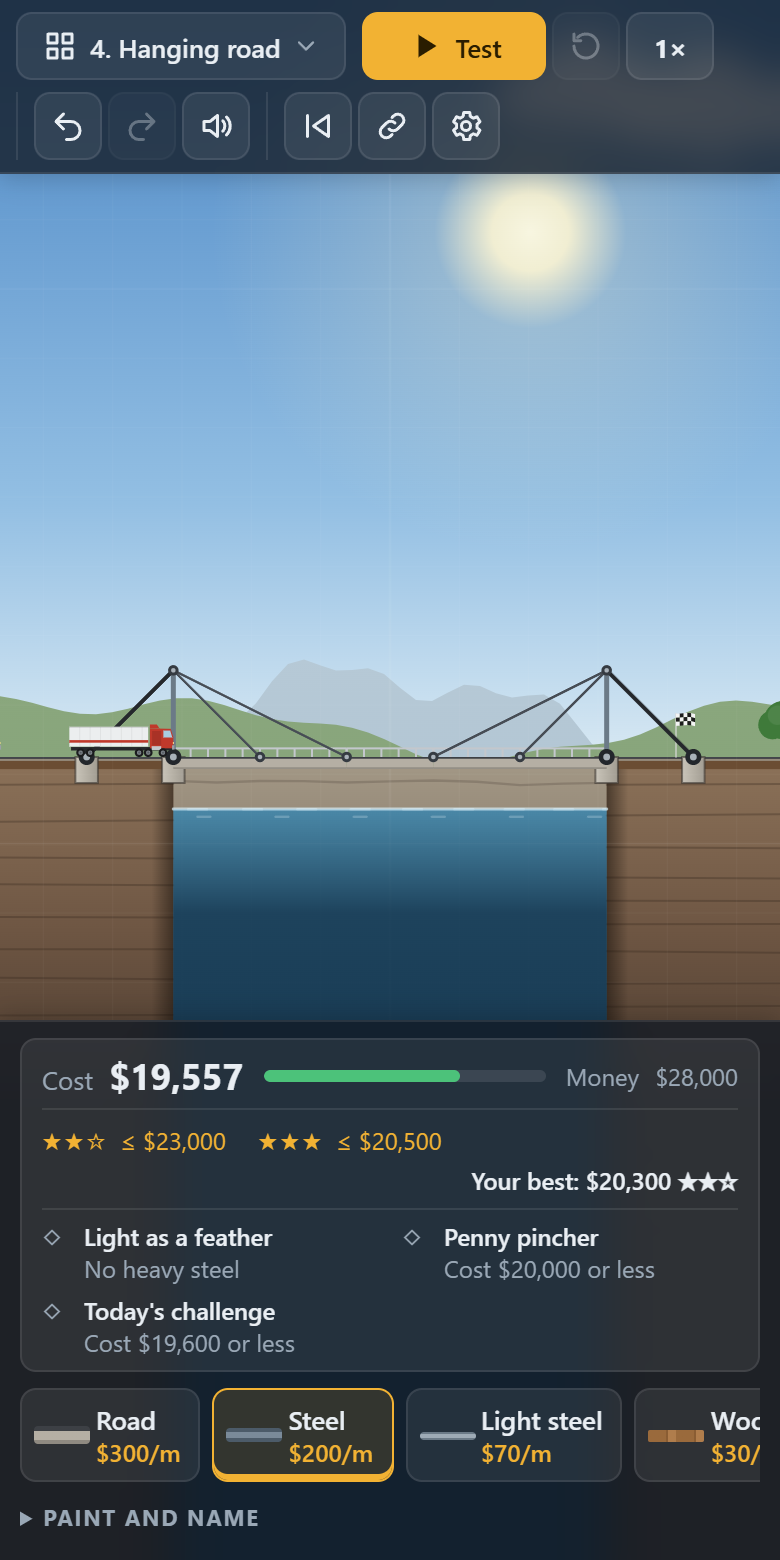 4. Hanging road
Test
1×
Cost $19,557 Money $28,000
★★☆ ≤ $23,000 ★★★ ≤ $20,500
Your best: $20,300 ★★☆
Light as a feather
No heavy steel
Penny pincher
Cost $20,000 or less
Today's challenge
Cost $19,600 or less
Road
$300/m
Steel
$200/m
Light steel
$70/m
$30/
PAINT AND NAME